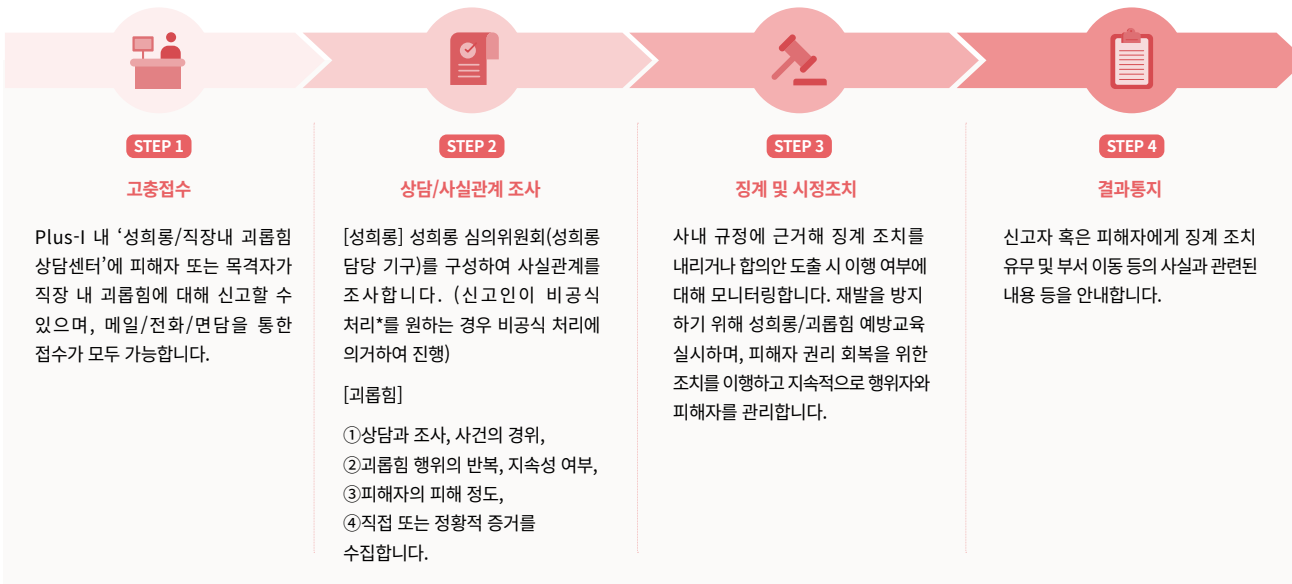 STEP 1
고충접수
Plus-I 내 ‘성희롱/직장내 괴롭힘
상담센터’에 피해자 또는 목격자가
직장 내 괴롭힘에 대해 신고할 수
있으며, 메일/전화/면담을 통한
접수가 모두 가능합니다.
STEP 2
상담/사실관계 조사
[성희롱] 성희롱 심의위원회(성희롱
담당 기구)를 구성하여 사실관계를
조사합니다. (신고인이 비공식
처리*를 원하는 경우 비공식 처리에
의거하여 진행)
[괴롭힘]
①상담과 조사, 사건의 경위,
②괴롭힘 행위의 반복, 지속성 여부,
③피해자의 피해 정도,
④직접 또는 정황적 증거를
수집합니다.
STEP 3
징계 및 시정조치
사내 규정에 근거해 징계 조치를
내리거나 합의안 도출 시 이행 여부에
대해 모니터링합니다. 재발을 방지
하기 위해 성희롱/괴롭힘 예방교육
실시하며, 피해자 권리 회복을 위한
조치를 이행하고 지속적으로 행위자와
피해자를 관리합니다.
STEP 4
결과통지
신고자 혹은 피해자에게 징계 조치
유무 및 부서 이동 등의 사실과 관련된
내용 등을 안내합니다.